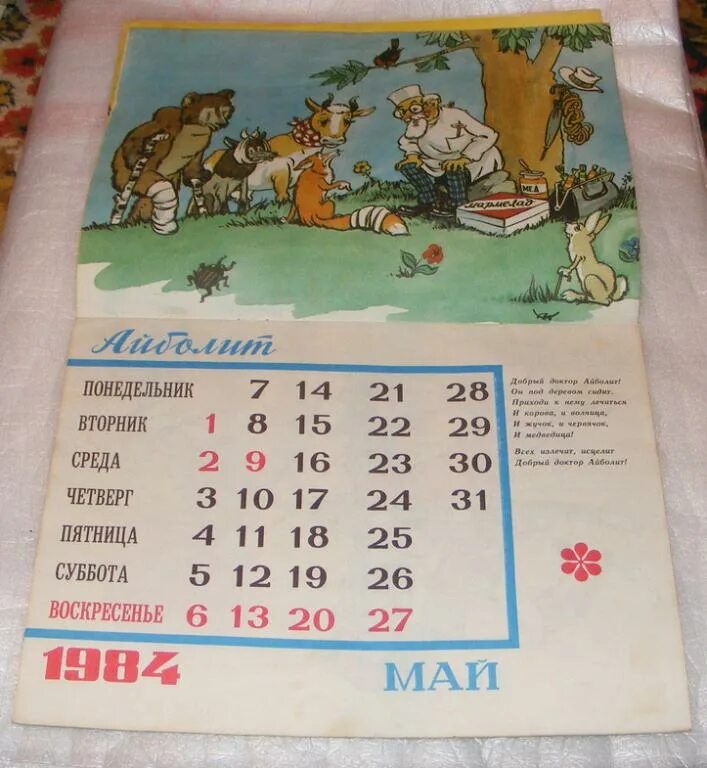 МЕД
мармелад
Айболит
ПОНЕДЕЛЬНИК 7 14 21 28
ВТОРНИК 1 8 15 22 29
СРЕДА 2 9 16 23 30
ЧЕТВЕРГ 3 10 17 24 31
ПЯТНИЦА 4 11 18 25
СУББОТА 5 12 19 26
ВОСКРЕСЕНЬЕ 6 13 20 27
1984 МАЙ
Добрый доктор Айболит!
Он под деревом сидит.
Приходи к нему лечиться
И корова, и волчица,
И жучок, и червячок,
И медведица!
Всех излечит, исцелит
Добрый доктор Айболит!